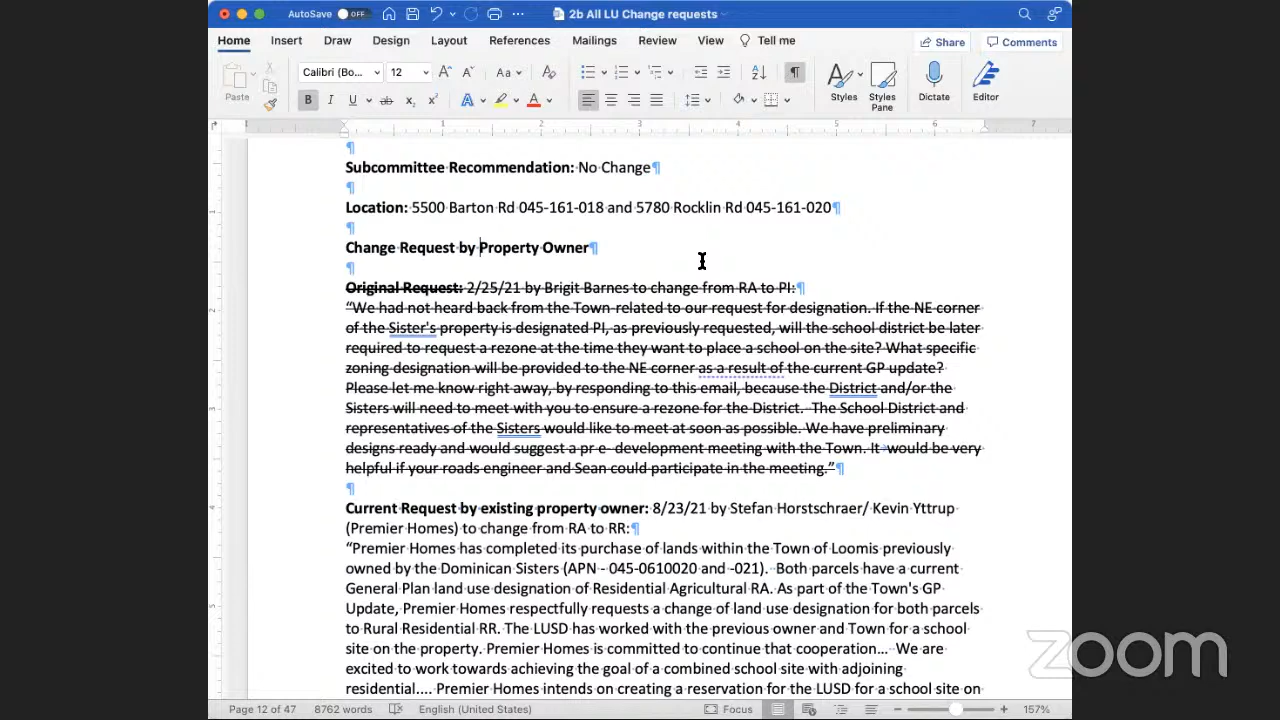 AutoSave OFF 2b All LU Change requests
Home Insert Draw Design Layout References Mailings Review View Tell me Share Comments
Paste Calibri (Bo... 12 Aa Styles Styles Pane Dictate Editor
1 2 3 4 5 6 7
Subcommittee Recommendation: No Change¶
¶
Location: 5500 Barton Rd 045-161-018 and 5780 Rocklin Rd 045-161-020¶
¶
Change Request by Property Owner¶
¶
Original Request: 2/25/21 by Brigit Barnes to change from RA to PI:¶
“We had not heard back from the Town related to our request for designation. If the NE corner
of the Sister's property is designated PI, as previously requested, will the school district be later
required to request a rezone at the time they want to place a school on the site? What specific
zoning designation will be provided to the NE corner as a result of the current GP update?
Please let me know right away, by responding to this email, because the District and/or the
Sisters will need to meet with you to ensure a rezone for the District. The School District and
representatives of the Sisters would like to meet at soon as possible. We have preliminary
designs ready and would suggest a pr e- development meeting with the Town. It would be very
helpful if your roads engineer and Sean could participate in the meeting.”¶
¶
Current Request by existing property owner: 8/23/21 by Stefan Horstschraer/ Kevin Yttrup
(Premier Homes) to change from RA to RR:¶
“Premier Homes has completed its purchase of lands within the Town of Loomis previously
owned by the Dominican Sisters (APN - 045-0610020 and -021). Both parcels have a current
General Plan land use designation of Residential Agricultural RA. As part of the Town's GP
Update, Premier Homes respectfully requests a change of land use designation for both parcels
to Rural Residential RR. The LUSD has worked with the previous owner and Town for a school
site on the property. Premier Homes is committed to continue that cooperation... We are
excited to work towards achieving the goal of a combined school site with adjoining
residential.... Premier Homes intends on creating a reservation for the LUSD for a school site on
zoom
Page 12 of 47 8762 words English (United States) Focus 157%